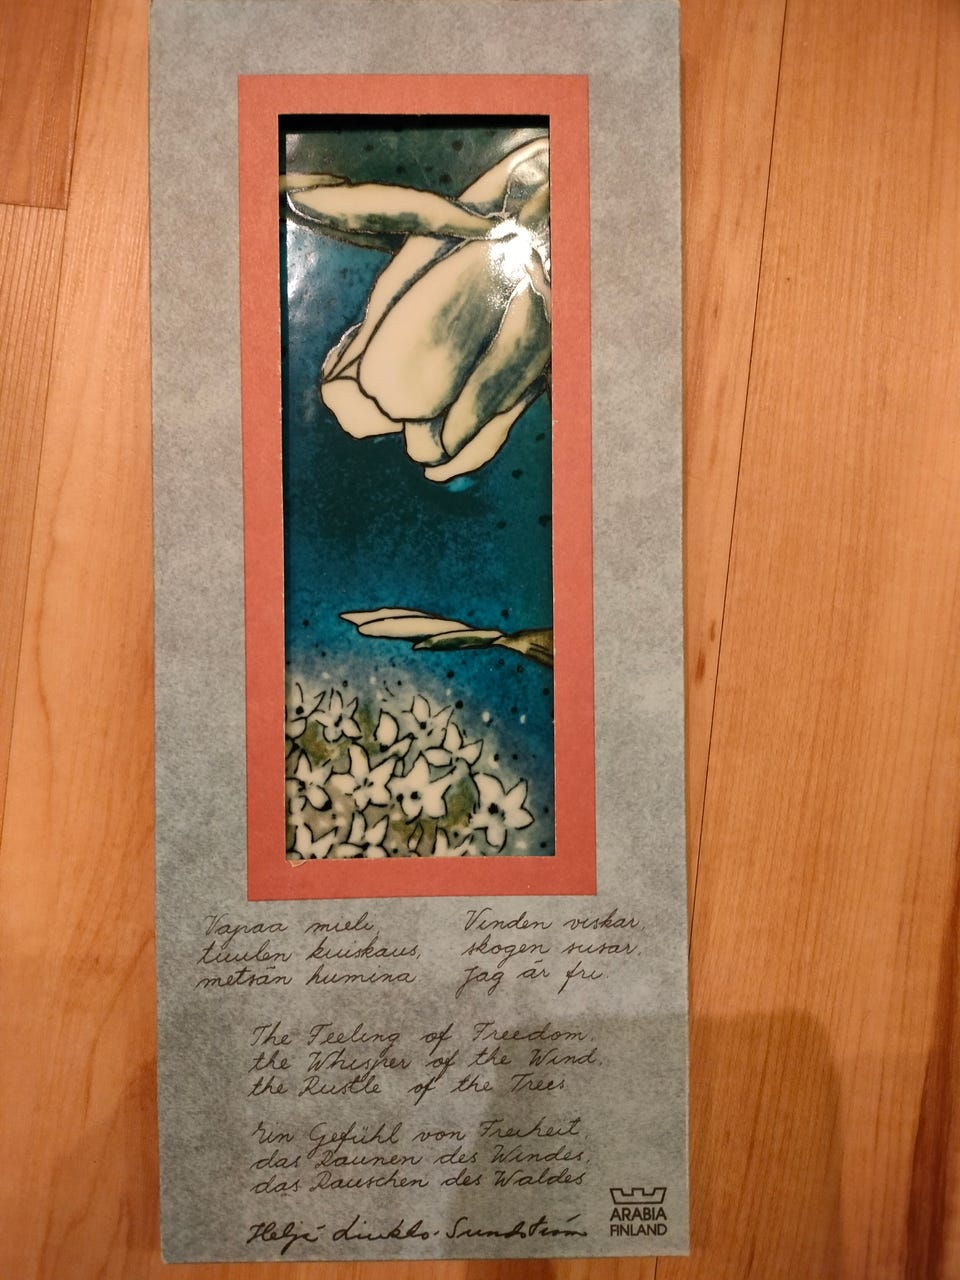 Vapaa mieli,
tuulen kuiskaus,
metsän humina
Vinden viskar,
skogen susar,
Jag är fri.
The Feeling of Freedom,
the Whisper of the Wind,
the Rustle of the Trees
Ein Gefühl von Freiheit,
das Raunen des Windes,
das Rauschen des Waldes
Heljä Liukko-Sundström
ARABIA
FINLAND